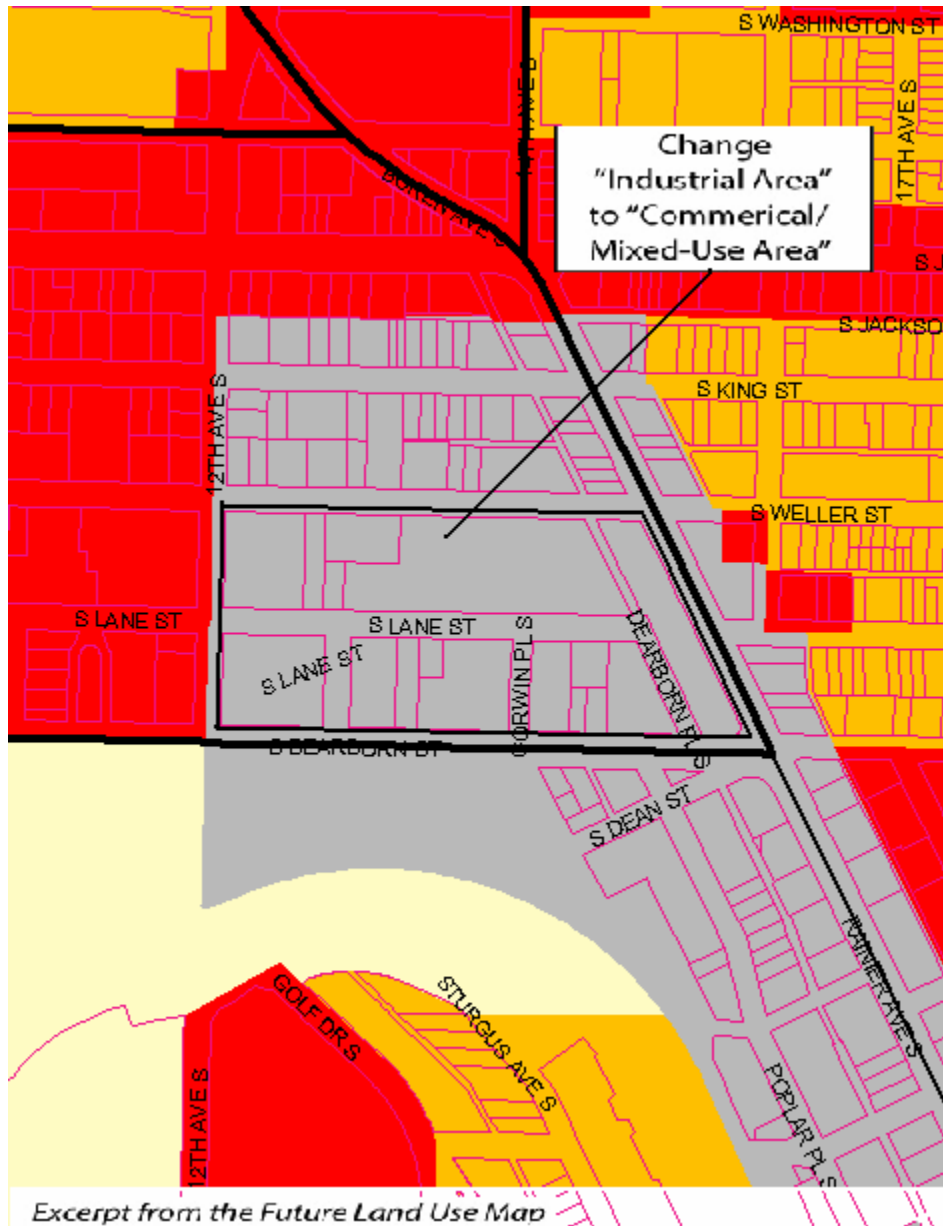 S WASHINGTON ST
17TH AVE S
Change
"Industrial Area"
to "Commerical/
Mixed-Use Area"
BOREN AVE S
S JACKSO
S KING ST
12TH AVE S
S WELLER ST
S LANE ST
S LANE ST
S LANE ST
CORWIN PL S
DEARBORN PL S
S DEARBORN ST
S DEAN ST
RAINIER AVE S
GOLF DR S
STURGUS AVE S
12TH AVE S
POPLAR PL S
Excerpt from the Future Land Use Map